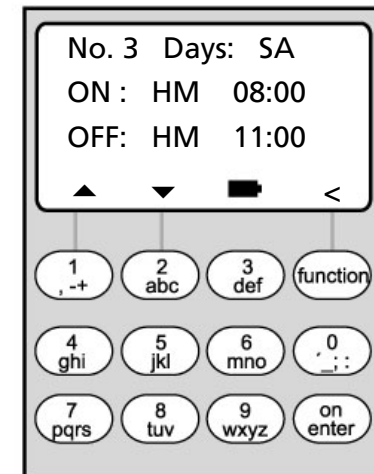 No. 3 Days: SA
ON : HM 08:00
OFF: HM 11:00
<
1
, -+
2
abc
3
def
function
4
ghi
5
jkl
6
mno
0
´_; :
7
pqrs
8
tuv
9
wxyz
on
enter